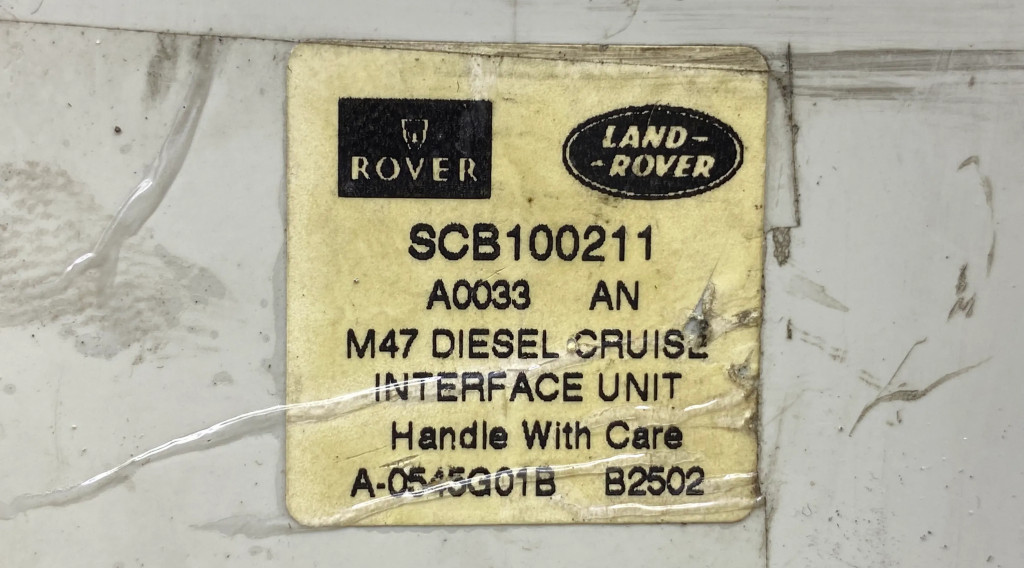 ROVER
LAND-
-ROVER
SCB100211
A0033 AN
M47 DIESEL CRUISE
INTERFACE UNIT
Handle With Care
A-0545G01B B2502